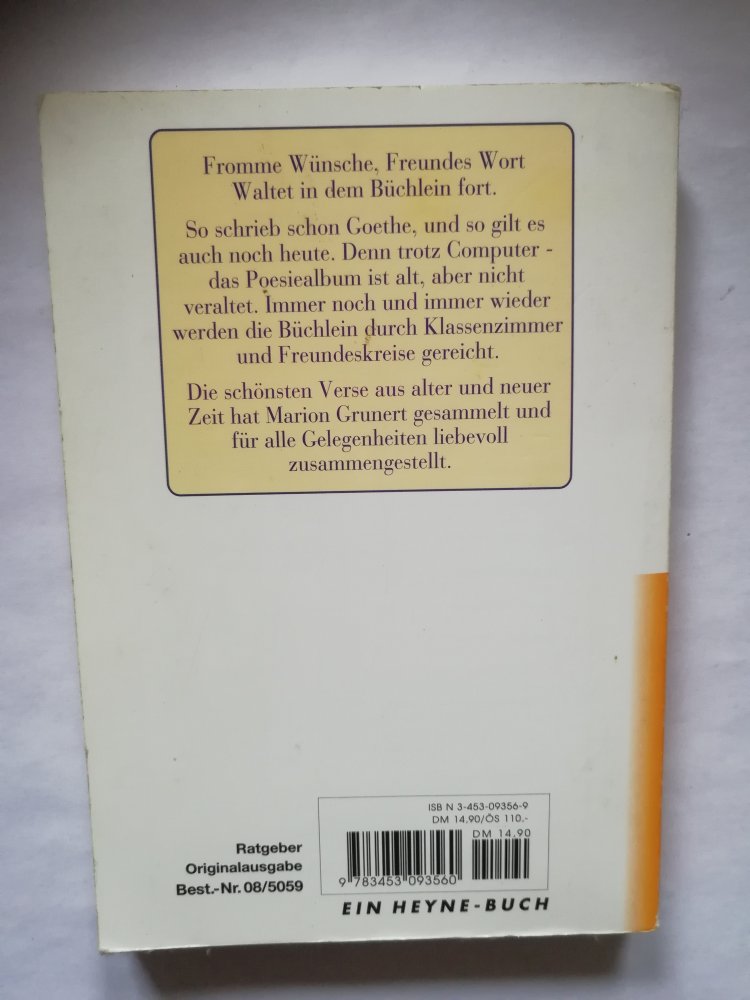 Fromme Wünsche, Freundes Wort
Waltet in dem Büchlein fort.
So schrieb schon Goethe, und so gilt es
auch noch heute. Denn trotz Computer -
das Poesiealbum ist alt, aber nicht
veraltet. Immer noch und immer wieder
werden die Büchlein durch Klassenzimmer
und Freundeskreise gereicht.
Die schönsten Verse aus alter und neuer
Zeit hat Marion Grunert gesammelt und
für alle Gelegenheiten liebevoll
zusammengestellt.
Ratgeber
Originalausgabe
Best.-Nr. 08/5059
ISB N 3-453-09356-9
DM 14,90/ÖS 110.-
DM 14,90
9 783453 093560
EIN HEYNE-BUCH